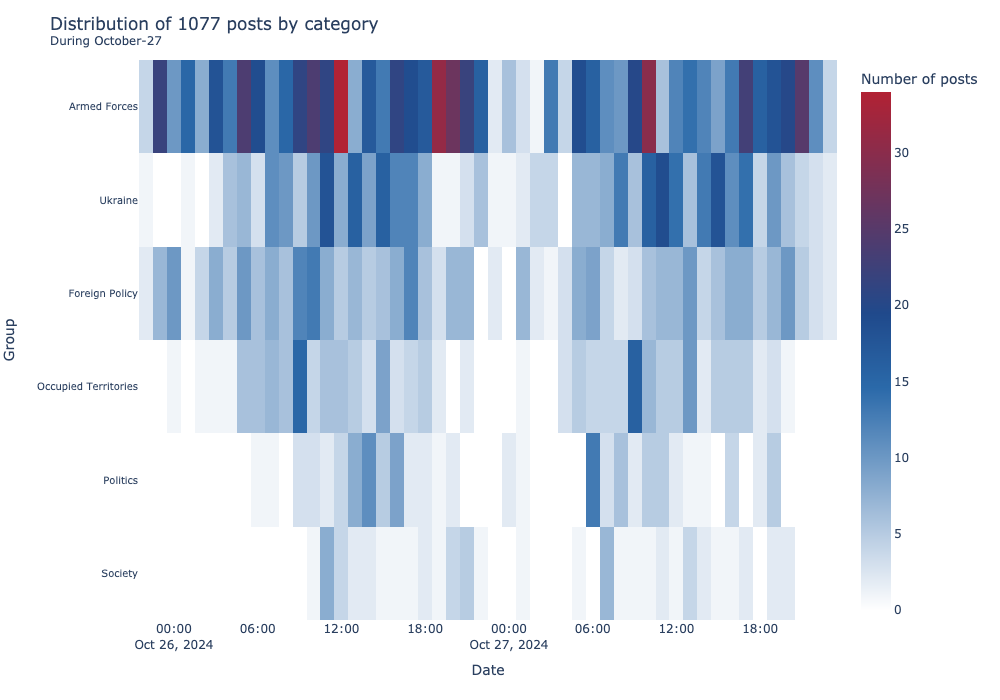 Distribution of 1077 posts by category
During October-27
Number of posts
Armed Forces
Ukraine
Foreign Policy
Occupied Territories
Politics
Society
Group
30
25
20
15
10
5
0
00:00 06:00 12:00 18:00 00:00 06:00 12:00 18:00
Oct 26, 2024 Oct 27, 2024
Date